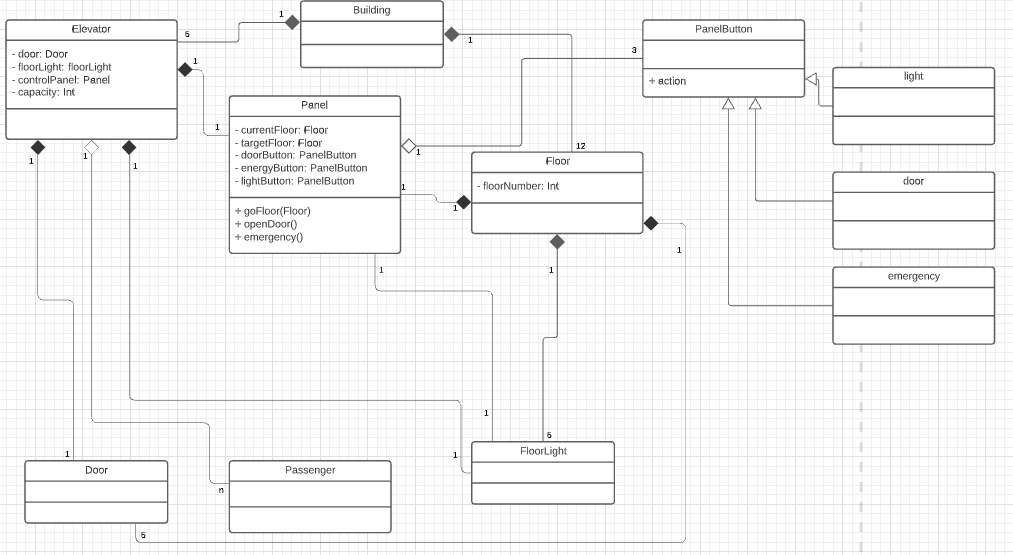 Elevator
- door: Door
- floorLight: floorLight
- controlPanel: Panel
- capacity: Int
5
1
Building
1
1
1
12
Panel
- currentFloor: Floor
- targetFloor: Floor
- doorButton: PanelButton
- energyButton: PanelButton
- lightButton: PanelButton
+ goFloor(Floor)
+ openDoor()
+ emergency()
1
3
PanelButton
+ action
light
door
emergency
Floor
- floorNumber: Int
1
1
1
1
1
1
1
1
1
1
5
1
FloorLight
1
Door
5
n
Passenger